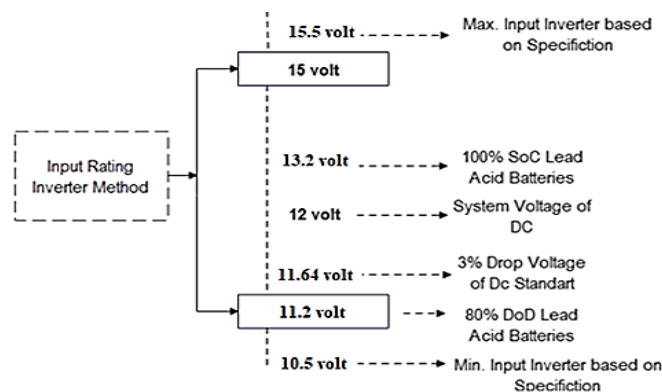 15.5 volt
Max. Input Inverter based
on Specifiction
15 volt
Input Rating
Inverter Method
13.2 volt
100% SoC Lead
Acid Batteries
12 volt
System Voltage of
DC
11.64 volt
3% Drop Voltage
of Dc Standart
11.2 volt
80% DoD Lead
Acid Batteries
10.5 volt
Min. Input Inverter based on
Specifiction